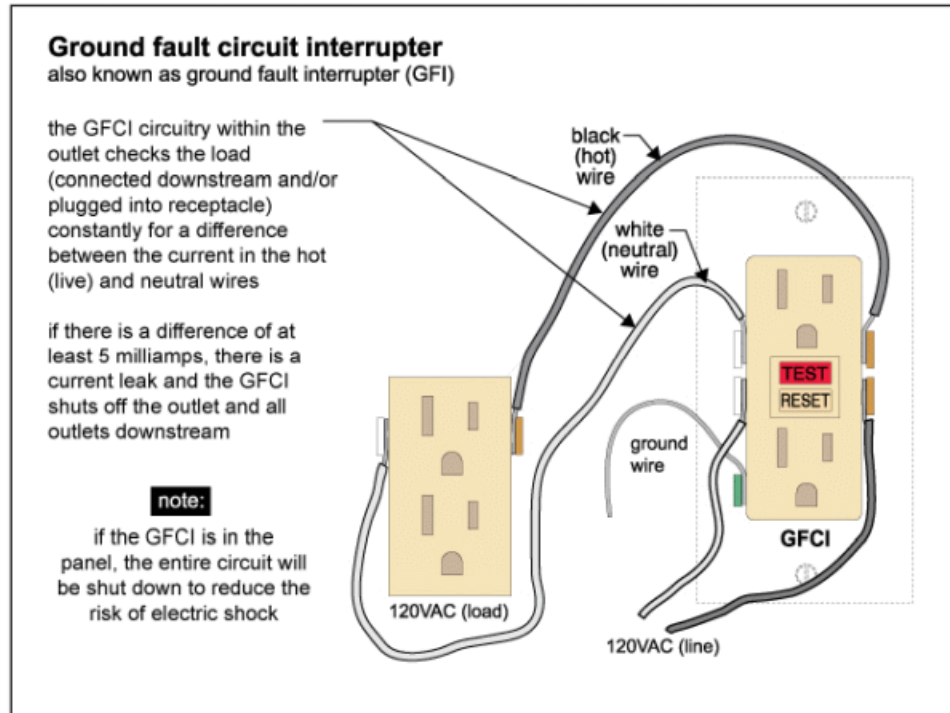 Ground fault circuit interrupter
also known as ground fault interrupter (GFI)
the GFCI circuitry within the
outlet checks the load
(connected downstream and/or
plugged into receptacle)
constantly for a difference
between the current in the hot
(live) and neutral wires
if there is a difference of at
least 5 milliamps, there is a
current leak and the GFCI
shuts off the outlet and all
outlets downstream
note:
if the GFCI is in the
panel, the entire circuit will
be shut down to reduce the
risk of electric shock
black
(hot)
wire
white
(neutral)
wire
TEST
RESET
ground
wire
GFCI
120VAC (load)
120VAC (line)